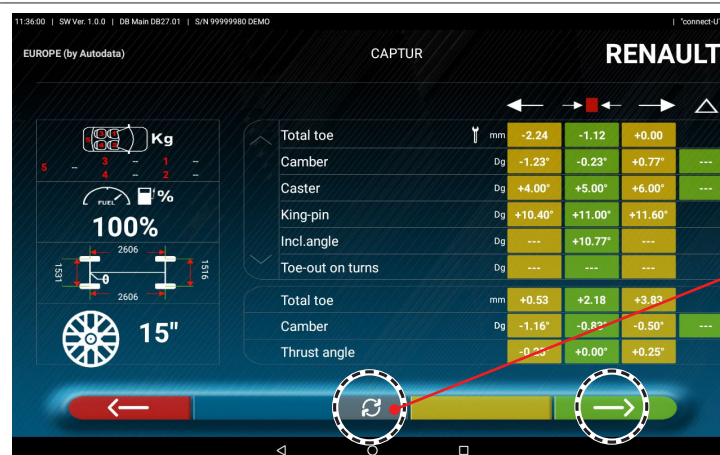 11:36:00 | SW Ver. 1.0.0 | DB Main DB27.01 | S/N 99999980 DEMO | "connect-U
EUROPE (by Autodata) CAPTUR RENAULT
Kg
5 -- 3 -- 1 --
4 -- 2 --
FUEL %
100%
2606
1531 1516
0
2606
15"
Total toe mm -2.24 -1.12 +0.00
Camber Dg -1.23° -0.23° +0.77° ---
Caster Dg +4.00° +5.00° +6.00° ---
King-pin Dg +10.40° +11.00° +11.60°
Incl.angle Dg --- +10.77° ---
Toe-out on turns Dg --- --- ---
Total toe mm +0.53 +2.18 +3.83
Camber Dg -1.16° -0.83° -0.50° ---
Thrust angle -0.25° +0.00° +0.25°